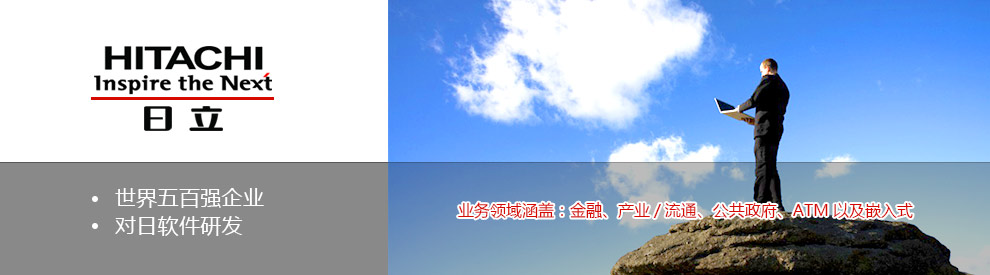 HITACHI
Inspire the Next
日立
• 世界五百强企业
• 对日软件研发
业务领域涵盖：金融、产业 / 流通、公共政府、ATM 以及嵌入式